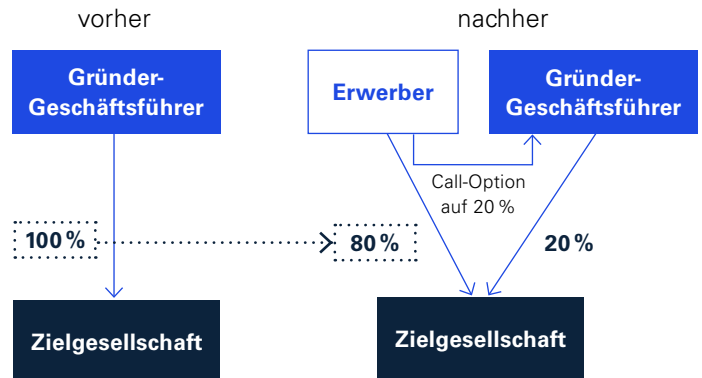 vorher
nachher
Gründer-
Geschäftsführer
Erwerber
Gründer-
Geschäftsführer
Call-Option
auf 20 %
100 %
80 %
20 %
Zielgesellschaft
Zielgesellschaft